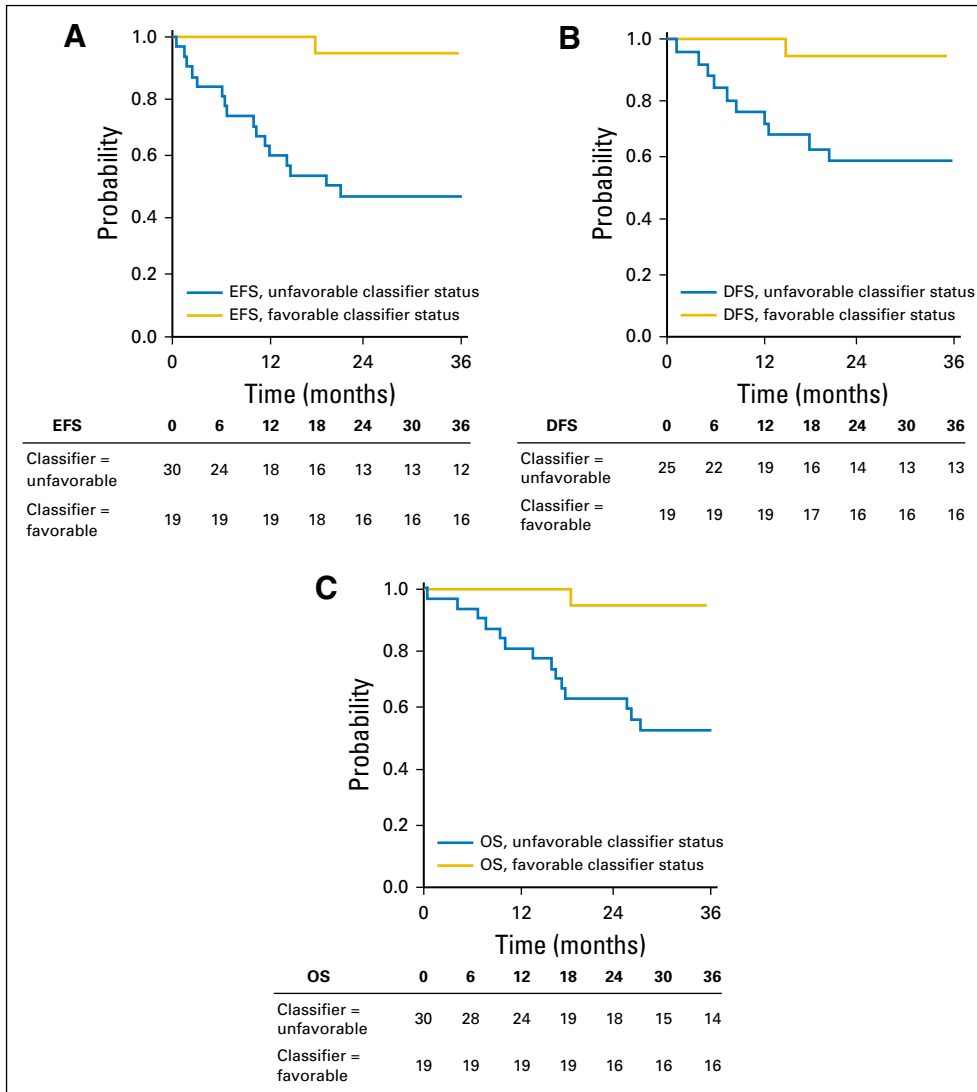 A
1.0
0.8
0.6
0.4
0.2
0.0
Probability
EFS, unfavorable classifier status
EFS, favorable classifier status
0 12 24 36
Time (months)
EFS 0 6 12 18 24 30 36
Classifier =
unfavorable 30 24 18 16 13 13 12
Classifier =
favorable 19 19 19 18 16 16 16
B
1.0
0.8
0.6
0.4
0.2
0.0
Probability
DFS, unfavorable classifier status
DFS, favorable classifier status
0 12 24 36
Time (months)
DFS 0 6 12 18 24 30 36
Classifier =
unfavorable 25 22 19 16 14 13 13
Classifier =
favorable 19 19 19 17 16 16 16
C
1.0
0.8
0.6
0.4
0.2
0.0
Probability
OS, unfavorable classifier status
OS, favorable classifier status
0 12 24 36
Time (months)
OS 0 6 12 18 24 30 36
Classifier =
unfavorable 30 28 24 19 18 15 14
Classifier =
favorable 19 19 19 19 16 16 16